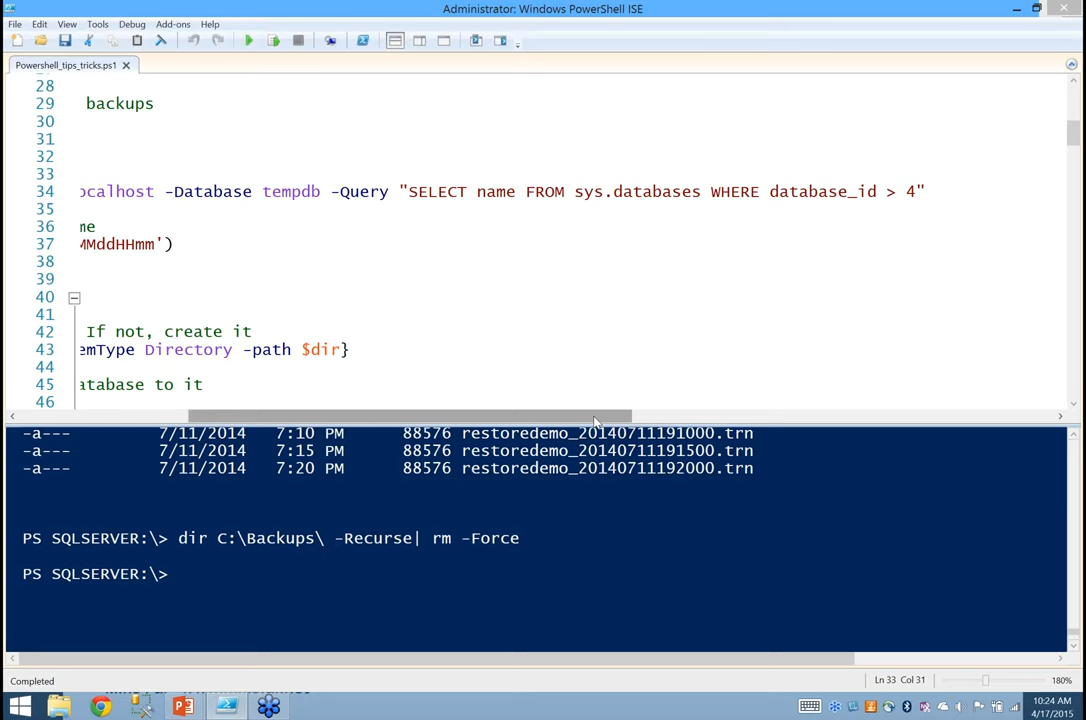 Administrator: Windows PowerShell ISE
File Edit View Tools Debug Add-ons Help
Powershell_tips_tricks.ps1
28
29 backups
30
31
32
33
34 ocalhost -Database tempdb -Query "SELECT name FROM sys.databases WHERE database_id > 4"
35
36 me
37 MMddHHmm')
38
39
40
41
42 If not, create it
43 emType Directory -path $dir}
44
45 atabase to it
46
-a--- 7/11/2014 7:10 PM 88576 restoredemo_20140711191000.trn
-a--- 7/11/2014 7:15 PM 88576 restoredemo_20140711191500.trn
-a--- 7/11/2014 7:20 PM 88576 restoredemo_20140711192000.trn
PS SQLSERVER:\> dir C:\Backups\ -Recurse| rm -Force
PS SQLSERVER:\>
Completed Ln 33 Col 31 180%
10:24 AM
4/17/2015